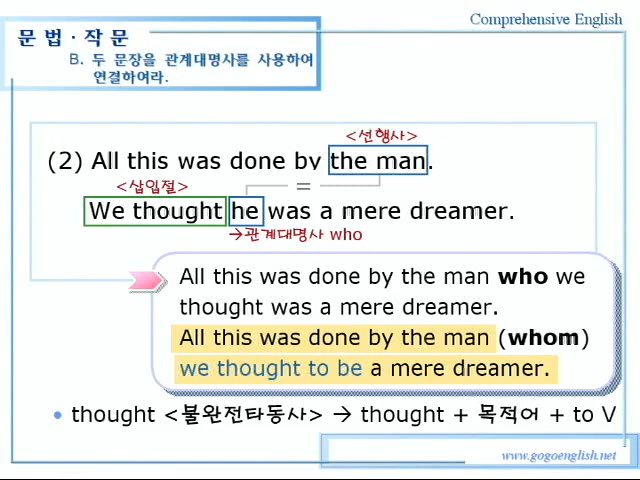 Comprehensive English
문 법 · 작 문
B. 두 문장을 관계대명사를 사용하여
연결하여라.
<선행사>
(2) All this was done by the man.
=
<삽입절>
We thought he was a mere dreamer.
→관계대명사 who
All this was done by the man who we
thought was a mere dreamer.
All this was done by the man (whom)
we thought to be a mere dreamer.
• thought <불완전타동사> → thought + 목적어 + to V
www.gogoenglish.net